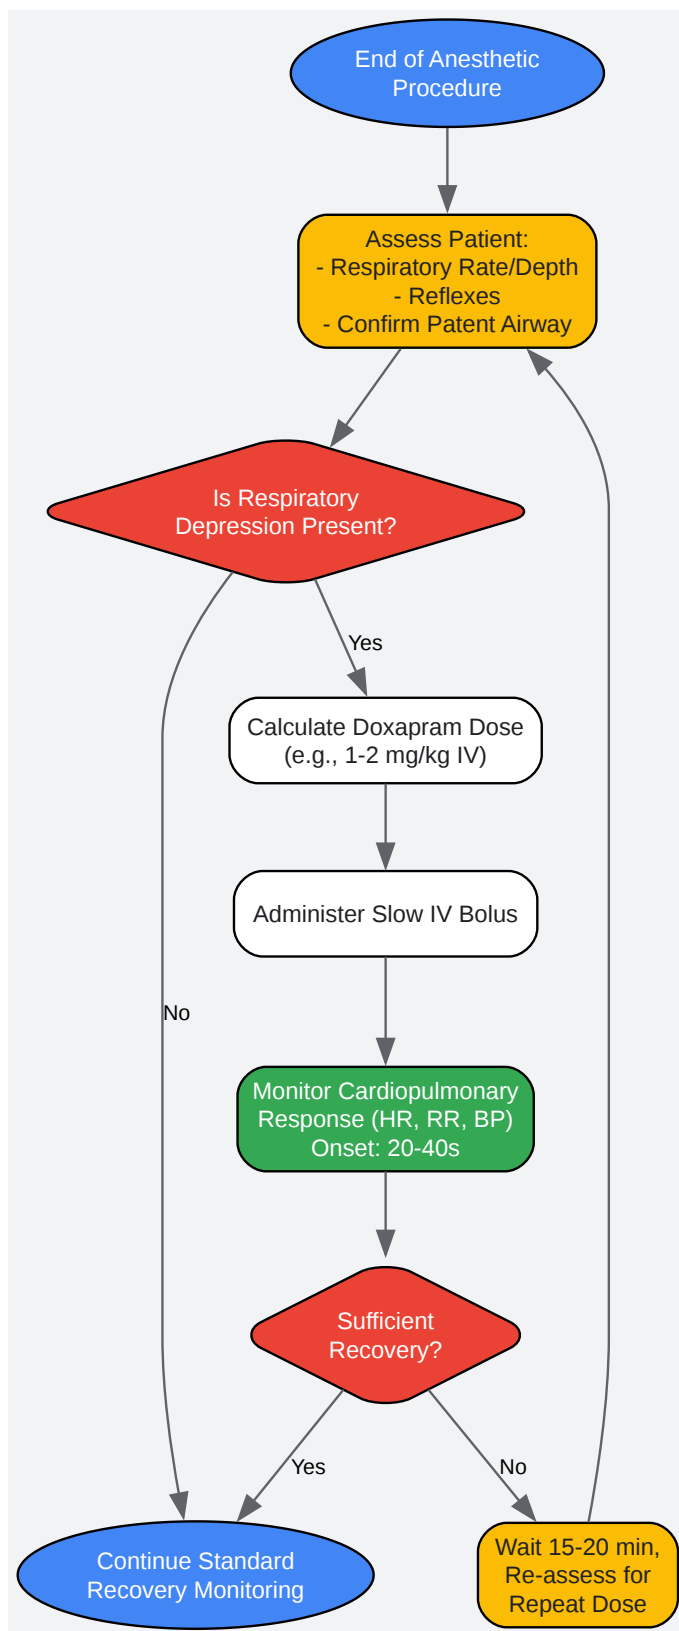 End of Anesthetic
Procedure
Assess Patient:
- Respiratory Rate/Depth
- Reflexes
- Confirm Patent Airway
Is Respiratory
Depression Present?
Yes
Calculate Doxapram Dose
(e.g., 1-2 mg/kg IV)
Administer Slow IV Bolus
No
Monitor Cardiopulmonary
Response (HR, RR, BP)
Onset: 20-40s
Sufficient
Recovery?
Yes
No
Continue Standard
Recovery Monitoring
Wait 15-20 min,
Re-assess for
Repeat Dose